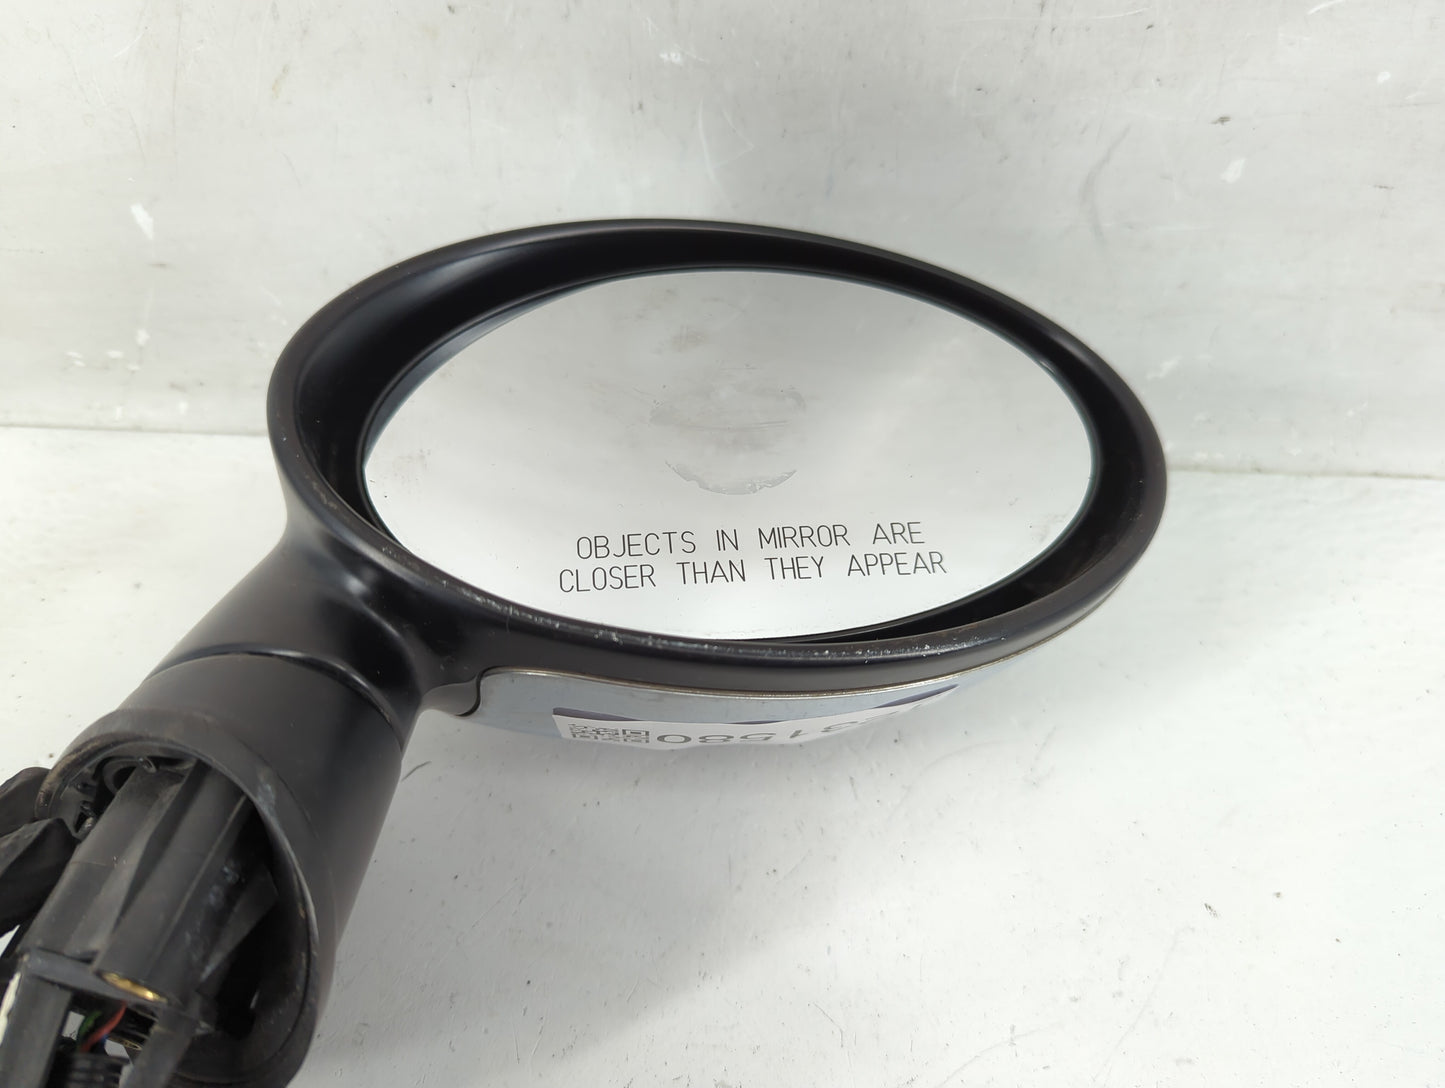 OBJECTS IN MIRROR ARE
CLOSER THAN THEY APPEAR